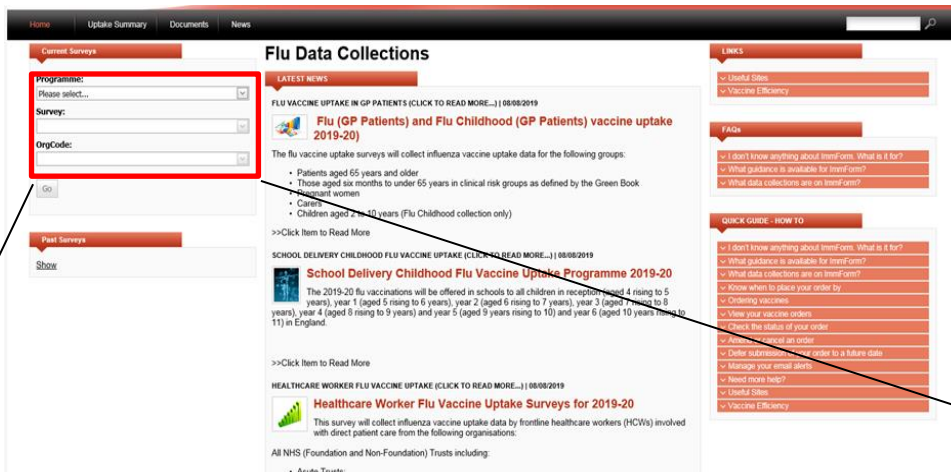 Home Uptake Summary Documents News
Current Surveys
Programme:
Please select...
Survey:
OrgCode:
Go
Past Surveys
Show
Flu Data Collections
LATEST NEWS
FLU VACCINE UPTAKE IN GP PATIENTS (CLICK TO READ MORE...) | 08/08/2019
Flu (GP Patients) and Flu Childhood (GP Patients) vaccine uptake
2019-20)
The flu vaccine uptake surveys will collect influenza vaccine uptake data for the following groups:
• Patients aged 65 years and older
• Those aged six months to under 65 years in clinical risk groups as defined by the Green Book
• Pregnant women
• Carers
• Children aged 2 to 10 years (Flu Childhood collection only)
>>Click Item to Read More
SCHOOL DELIVERY CHILDHOOD FLU VACCINE UPTAKE (CLICK TO READ MORE...) | 08/08/2019
School Delivery Childhood Flu Vaccine Uptake Programme 2019-20
The 2019-20 flu vaccinations will be offered in schools to all children in reception (aged 4 rising to 5
years), year 1 (aged 5 rising to 6 years), year 2 (aged 6 rising to 7 years), year 3 (aged 7 rising to 8
years), year 4 (aged 8 rising to 9 years) and year 5 (aged 9 years rising to 10) and year 6 (aged 10 years rising to
11) in England.
>>Click Item to Read More
HEALTHCARE WORKER FLU VACCINE UPTAKE (CLICK TO READ MORE...) | 08/08/2019
Healthcare Worker Flu Vaccine Uptake Surveys for 2019-20
This survey will collect influenza vaccine uptake data by frontline healthcare workers (HCWs) involved
with direct patient care from the following organisations:
All NHS (Foundation and Non-Foundation) Trusts including:
• Acute Trusts;
LINKS
Useful Sites
Vaccine Efficiency
FAQs
I don't know anything about ImmForm. What is it for?
What guidance is available for ImmForm?
What data collections are on ImmForm?
QUICK GUIDE - HOW TO
I don't know anything about ImmForm. What is it for?
What guidance is available for ImmForm?
What data collections are on ImmForm?
Know when to place your order by
Ordering vaccines
View your vaccine orders
Check the status of your order
Amend or cancel an order
Defer submission of your order to a future date
Manage your email alerts
Need more help?
Useful Sites
Vaccine Efficiency